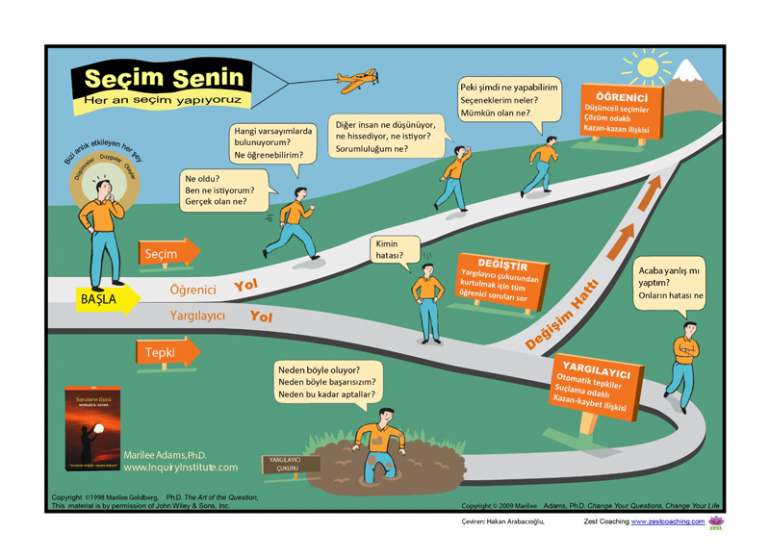 Seçim Senin
Her an seçim yapıyoruz
Bizi anlık etkileyen her şey
Düşünceler Duygular Olaylar
Ne oldu?
Ben ne istiyorum?
Gerçek olan ne?
Hangi varsayımlarda
bulunuyorum?
Ne öğrenebilirim?
Diğer insan ne düşünüyor,
ne hissediyor, ne istiyor?
Sorumluluğum ne?
Peki şimdi ne yapabilirim
Seçeneklerim neler?
Mümkün olan ne?
ÖĞRENİCİ
Düşünceli seçimler
Çözüm odaklı
Kazan-kazan ilişkisi
Seçim
BAŞLA
Öğrenici Yol
Yargılayıcı Yol
Tepki
Kimin
hatası?
DEĞİŞTİR
Yargılayıcı çukurundan
kurtulmak için tüm
öğrenici soruları sor
Değişim Hattı
Acaba yanlış mı
yaptım?
Onların hatası ne
YARGILAYICI
Otomatik tepkiler
Suçlama odaklı
Kazan-kaybet ilişkisi
Neden böyle oluyor?
Neden böyle başarısızım?
Neden bu kadar aptallar?
YARGILAYICI
ÇUKURU
Soruların Gücü
MARILEE G. ADAMS
Marilee Adams, Ph.D.
www.InquiryInstitute.com
Copyright ©1998 Marilee Goldberg, Ph.D. The Art of the Question,
This material is by permission of John Wiley & Sons, Inc.
Copyright © 2009 Marilee Adams, Ph.D. Change Your Questions, Change Your Life
Çeviren: Hakan Arabacıoğlu, Zest Coaching www.zestcoaching.com
ZEST